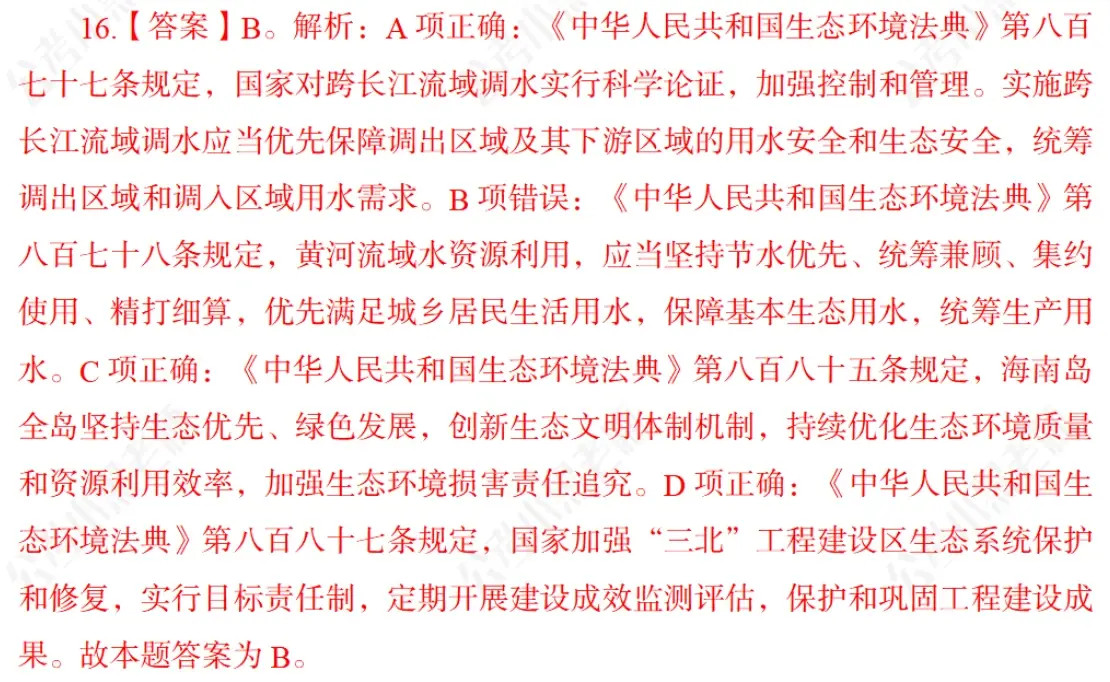 16.【答案】B。解析：A 项正确：《中华人民共和国生态环境法典》第八百
七十七条规定，国家对跨长江流域调水实行科学论证，加强控制和管理。实施跨
长江流域调水应当优先保障调出区域及其下游区域的用水安全和生态安全，统筹
调出区域和调入区域用水需求。B 项错误：《中华人民共和国生态环境法典》第
八百七十八条规定，黄河流域水资源利用，应当坚持节水优先、统筹兼顾、集约
使用、精打细算，优先满足城乡居民生活用水，保障基本生态用水，统筹生产用
水。C 项正确：《中华人民共和国生态环境法典》第八百八十五条规定，海南岛
全岛坚持生态优先、绿色发展，创新生态文明体制机制，持续优化生态环境质量
和资源利用效率，加强生态环境损害责任追究。D 项正确：《中华人民共和国生
态环境法典》第八百八十七条规定，国家加强“三北”工程建设区生态系统保护
和修复，实行目标责任制，定期开展建设成效监测评估，保护和巩固工程建设成
果。故本题答案为 B。